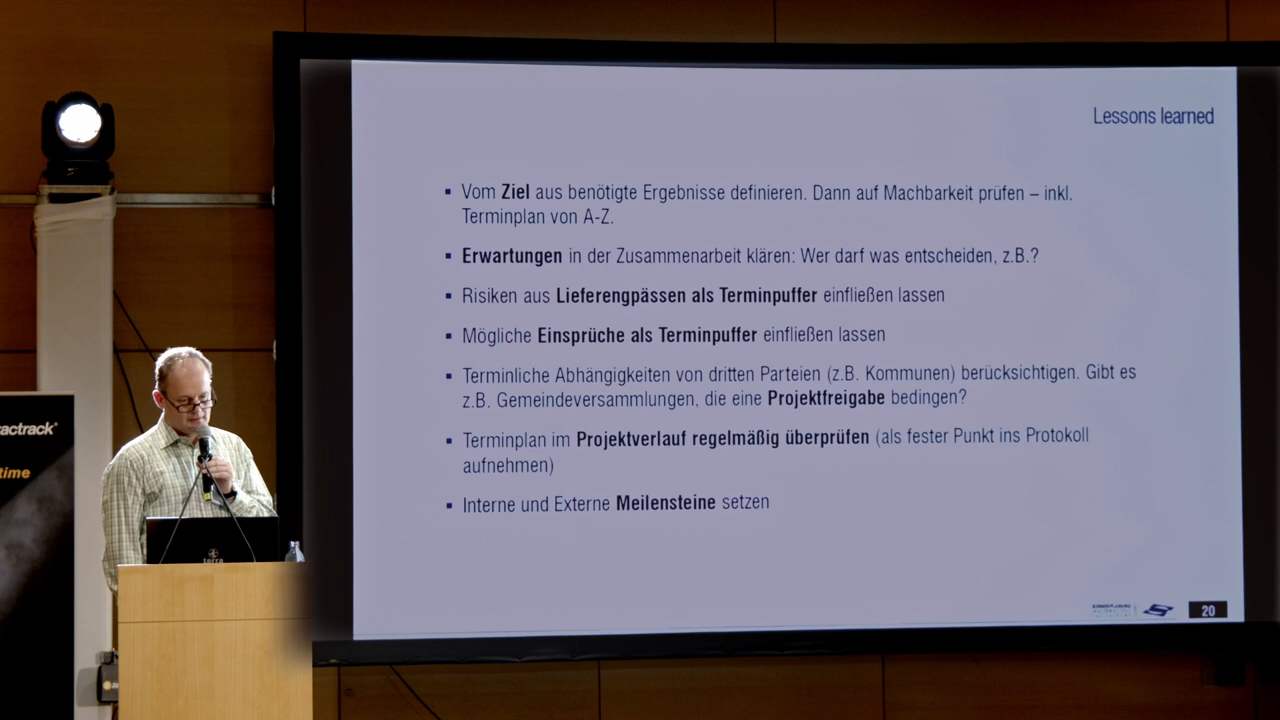 Lessons learned
▪ Vom Ziel aus benötigte Ergebnisse definieren. Dann auf Machbarkeit prüfen – inkl.
Terminplan von A-Z.
▪ Erwartungen in der Zusammenarbeit klären: Wer darf was entscheiden, z.B.?
▪ Risiken aus Lieferengpässen als Terminpuffer einfließen lassen
▪ Mögliche Einsprüche als Terminpuffer einfließen lassen
▪ Terminliche Abhängigkeiten von dritten Parteien (z.B. Kommunen) berücksichtigen. Gibt es
z.B. Gemeindeversammlungen, die eine Projektfreigabe bedingen?
▪ Terminplan im Projektverlauf regelmäßig überprüfen (als fester Punkt ins Protokoll
aufnehmen)
▪ Interne und Externe Meilensteine setzen
20
actrack®
time
terra